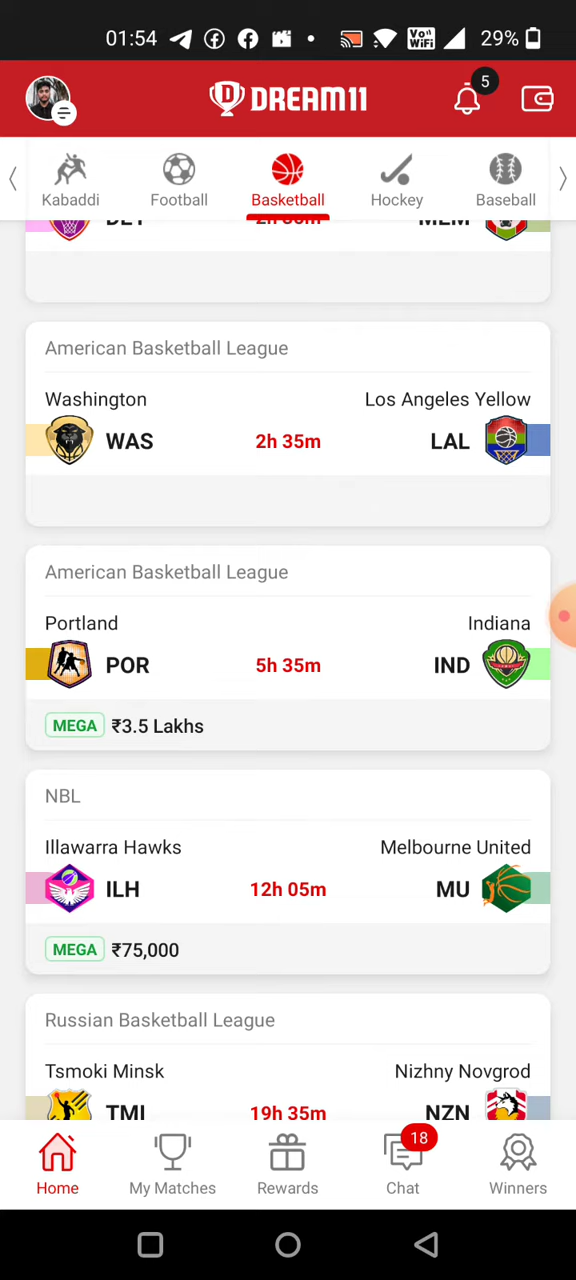 01:54
Vo))
WiFi
29%
DREAM11
5
Kabaddi
Football
Basketball
Hockey
Baseball
American Basketball League
Washington
Los Angeles Yellow
WAS
2h 35m
LAL
American Basketball League
Portland
Indiana
POR
5h 35m
IND
MEGA ₹3.5 Lakhs
NBL
Illawarra Hawks
Melbourne United
ILH
12h 05m
MU
MEGA ₹75,000
Russian Basketball League
Tsmoki Minsk
Nizhny Novgrod
TMI
19h 35m
NZN
18
Home
My Matches
Rewards
Chat
Winners